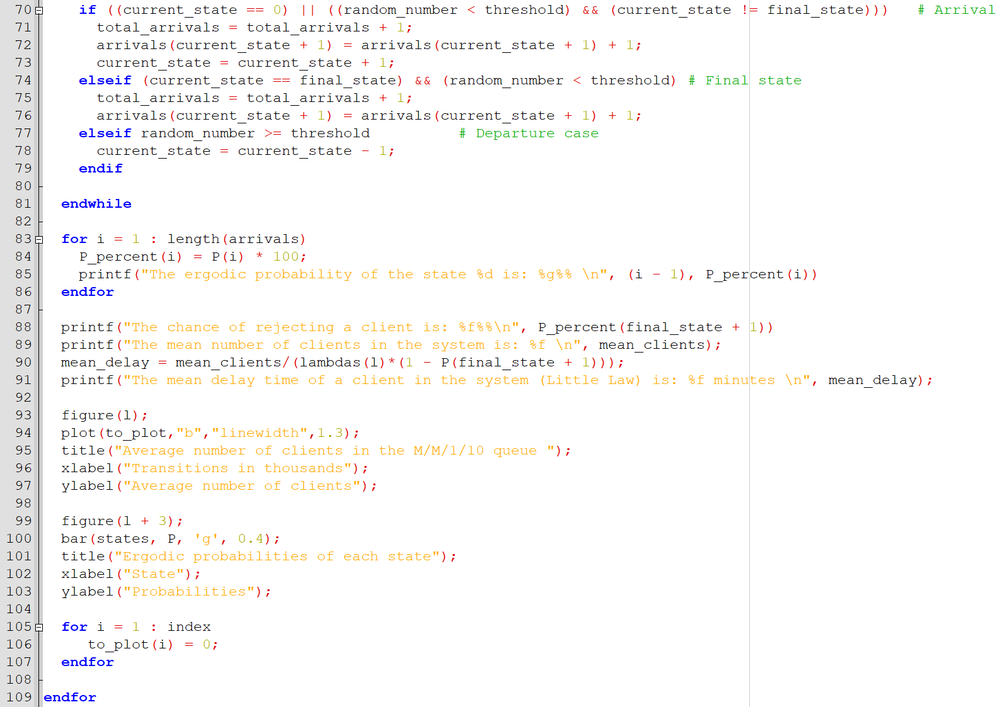 70 if ((current_state == 0) || ((random_number < threshold) && (current_state != final_state))) # Arrival
71 total_arrivals = total_arrivals + 1;
72 arrivals(current_state + 1) = arrivals(current_state + 1) + 1;
73 current_state = current_state + 1;
74 elseif (current_state == final_state) && (random_number < threshold) # Final state
75 total_arrivals = total_arrivals + 1;
76 arrivals(current_state + 1) = arrivals(current_state + 1) + 1;
77 elseif random_number >= threshold # Departure case
78 current_state = current_state - 1;
79 endif
80
81 endwhile
82
83 for i = 1 : length(arrivals)
84 P_percent(i) = P(i) * 100;
85 printf("The ergodic probability of the state %d is: %g%% \n", (i - 1), P_percent(i))
86 endfor
87
88 printf("The chance of rejecting a client is: %f%%\n", P_percent(final_state + 1))
89 printf("The mean number of clients in the system is: %f \n", mean_clients);
90 mean_delay = mean_clients/(lambdas(l)*(1 - P(final_state + 1)));
91 printf("The mean delay time of a client in the system (Little Law) is: %f minutes \n", mean_delay);
92
93 figure(l);
94 plot(to_plot,"b","linewidth",1.3);
95 title("Average number of clients in the M/M/1/10 queue ");
96 xlabel("Transitions in thousands");
97 ylabel("Average number of clients");
98
99 figure(l + 3);
100 bar(states, P, 'g', 0.4);
101 title("Ergodic probabilities of each state");
102 xlabel("State");
103 ylabel("Probabilities");
104
105 for i = 1 : index
106 to_plot(i) = 0;
107 endfor
108
109 endfor